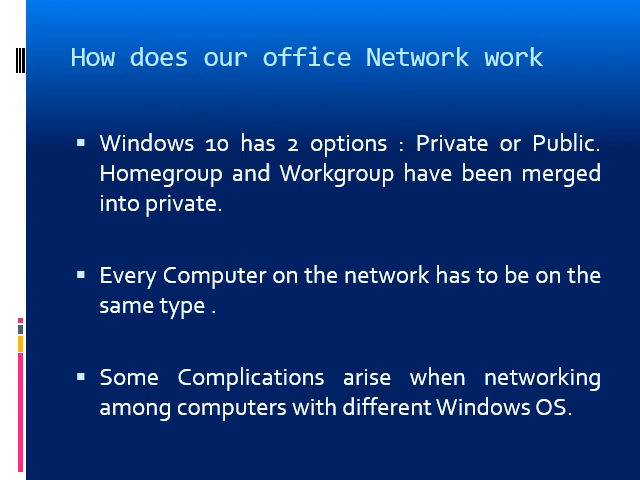 How does our office Network work
▪ Windows 10 has 2 options : Private or Public.
Homegroup and Workgroup have been merged
into private.
▪ Every Computer on the network has to be on the
same type .
▪ Some Complications arise when networking
among computers with different Windows OS.